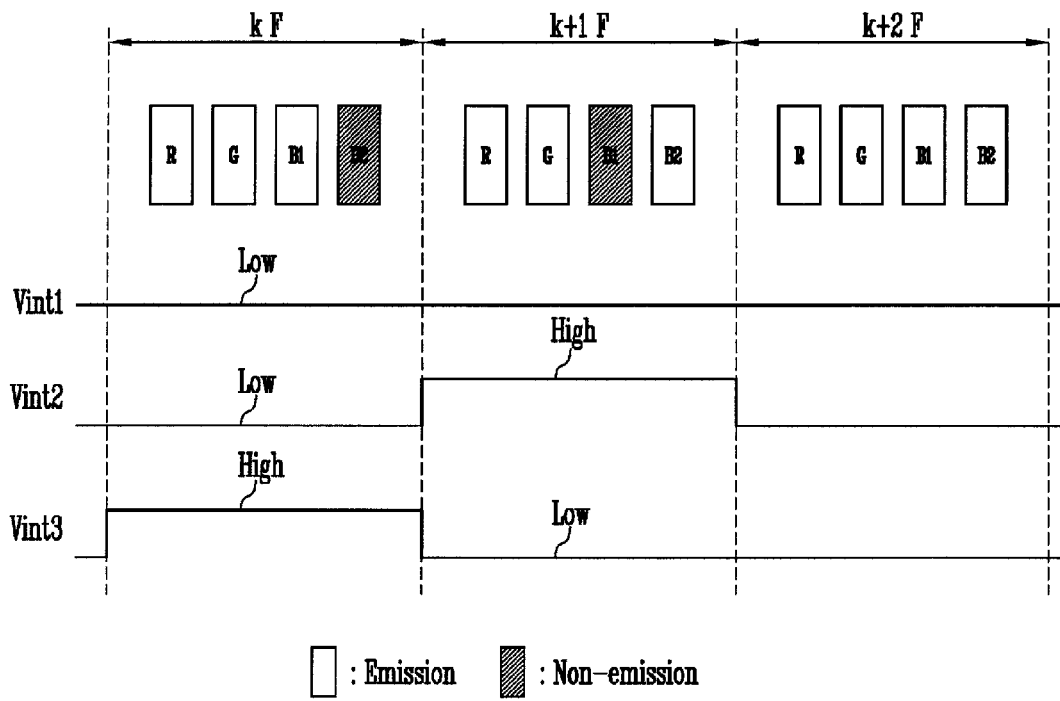 k F k+1 F k+2 F
R G B1 B2 R G B1 B2 R G B1 B2
Low
Vint1
High
Low
Vint2
High
Low
Vint3
: Emission : Non-emission